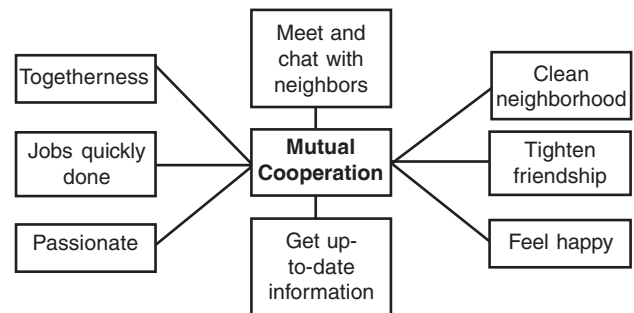 Togetherness
Jobs quickly
done
Passionate
Meet and
chat with
neighbors
Mutual
Cooperation
Get up-
to-date
information
Clean
neighborhood
Tighten
friendship
Feel happy